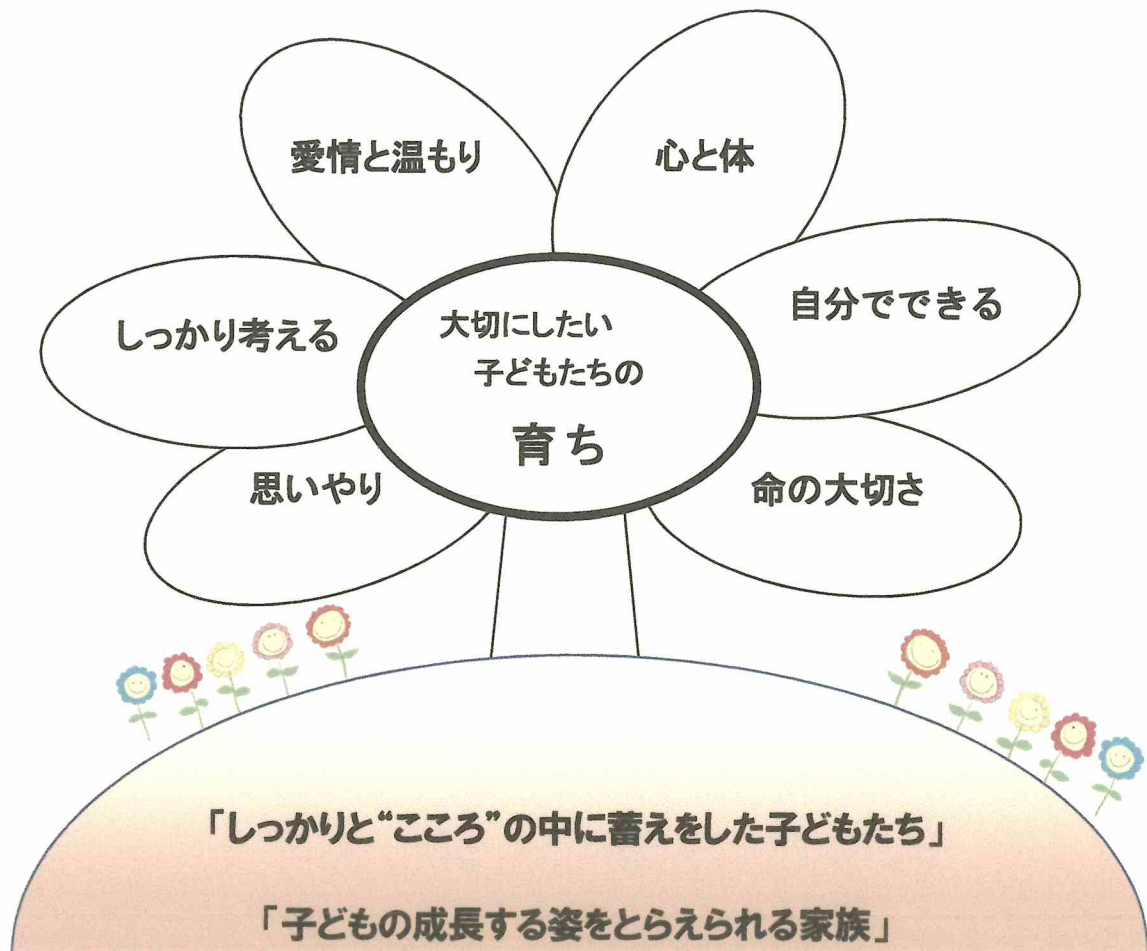 愛情と温もり
心と体
しっかり考える
自分でできる
大切にしたい
子どもたちの
育ち
思いやり
命の大切さ
「しっかりと“こころ”の中に蓄えをした子どもたち」
「子どもの成長する姿をとらえられる家族」